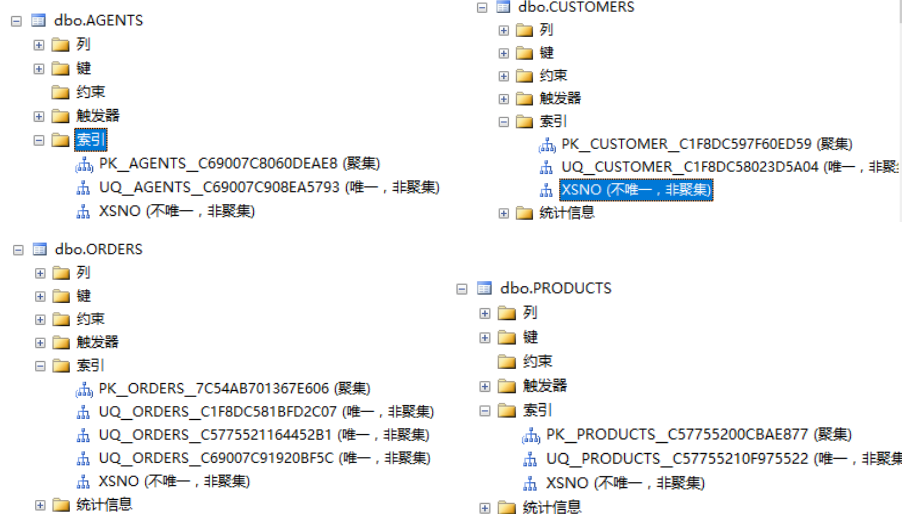 dbo.AGENTS
列
键
约束
触发器
索引
PK__AGENTS__C69007C8060DEAE8 (聚集)
UQ__AGENTS__C69007C908EA5793 (唯一，非聚集)
XSNO (不唯一，非聚集)
dbo.CUSTOMERS
列
键
约束
触发器
索引
PK__CUSTOMER__C1F8DC597F60ED59 (聚集)
UQ__CUSTOMER__C1F8DC58023D5A04 (唯一，非聚
XSNO (不唯一，非聚集)
统计信息
dbo.ORDERS
列
键
约束
触发器
索引
PK__ORDERS__7C54AB701367E606 (聚集)
UQ__ORDERS__C1F8DC581BFD2C07 (唯一，非聚集)
UQ__ORDERS__C5775521164452B1 (唯一，非聚集)
UQ__ORDERS__C69007C91920BF5C (唯一，非聚集)
XSNO (不唯一，非聚集)
统计信息
dbo.PRODUCTS
列
键
约束
触发器
索引
PK__PRODUCTS__C57755200CBAE877 (聚集)
UQ__PRODUCTS__C57755210F975522 (唯一，非聚集
XSNO (不唯一，非聚集)
统计信息